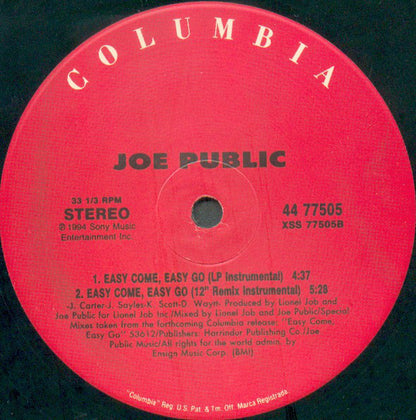 COLUMBIA
JOE PUBLIC
33 1/3 RPM
STEREO
℗ 1994 Sony Music
Entertainment Inc.
44 77505
XSS 77505B
1. EASY COME, EASY GO (LP Instrumental) 4:37
2. EASY COME, EASY GO (12" Remix Instrumental) 5:28
-J. Carter-J. Sayles-K. Scott-D. Wayn- Produced by Lionel Job and
Joe Public for Lionel Job Inc./Mixed by Lionel Job and Joe Public/Special
Mixes taken from the forthcoming Columbia release; "Easy Come,
Easy Go" 53612/Publishers: Harrindur Publishing Co./Joe
Public Music/All rights for the world admin. by
Ensign Music Corp. (BMI)
"Columbia" Reg. U.S. Pat. & Tm. Off. Marca Registrada.